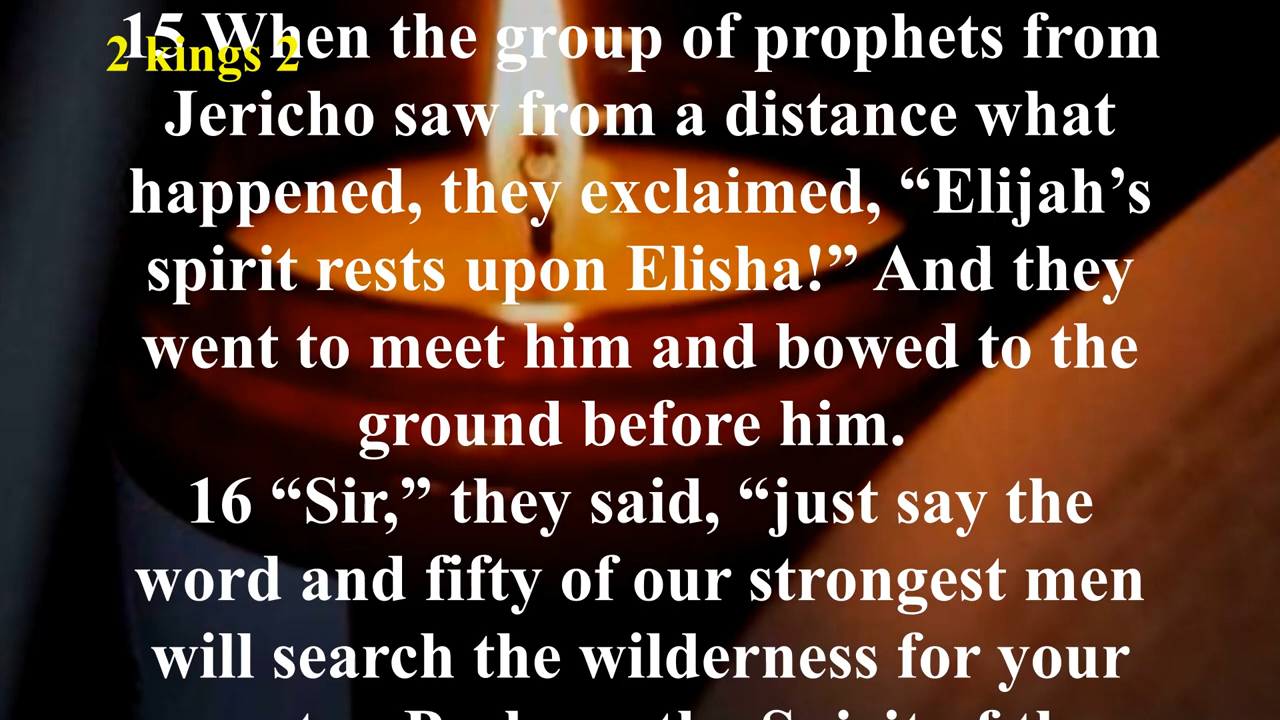 2 kings 2
15 When the group of prophets from
Jericho saw from a distance what
happened, they exclaimed, “Elijah’s
spirit rests upon Elisha!” And they
went to meet him and bowed to the
ground before him.
16 “Sir,” they said, “just say the
word and fifty of our strongest men
will search the wilderness for your